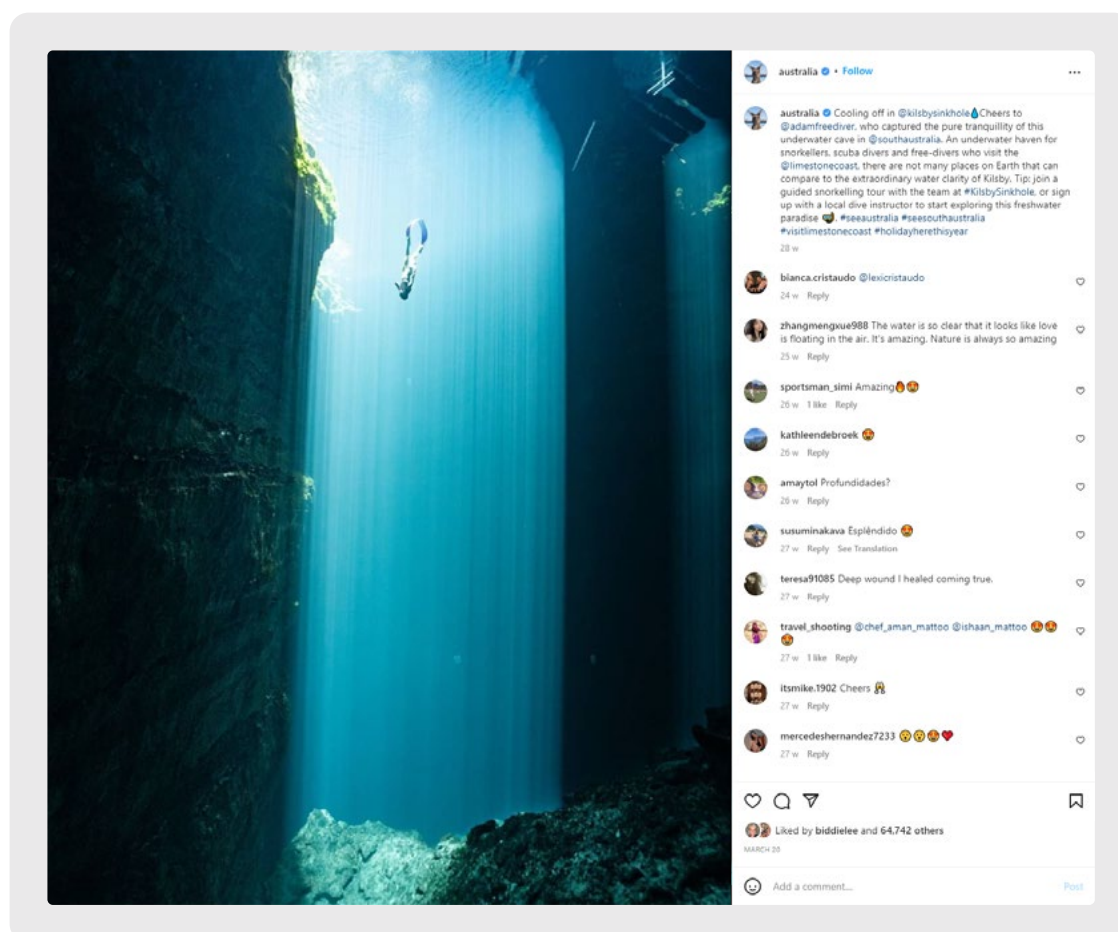 australia • Follow
australia Cooling off in @kilsbysinkhole💧Cheers to
@adamfreediver, who captured the pure tranquillity of this
underwater cave in @southaustralia. An underwater haven for
snorkellers, scuba divers and free-divers who visit the
@limestonecoast, there are not many places on Earth that can
compare to the extraordinary water clarity of Kilsby. Tip: join a
guided snorkelling tour with the team at #KilsbySinkhole, or sign
up with a local dive instructor to start exploring this freshwater
paradise 🤿. #seeaustralia #seesouthaustralia
#visitlimestonecoast #holidayherethisyear
28 w
bianca.cristaudo @lexicristaudo
24 w Reply
zhangmengxue988 The water is so clear that it looks like love
is floating in the air. It's amazing. Nature is always so amazing
25 w Reply
sportsman_simi Amazing🔥😍
26 w 1 like Reply
kathleendebroek 😍
26 w Reply
amaytol Profundidades?
26 w Reply
susuminakava Esplêndido 😍
27 w Reply See Translation
teresa91085 Deep wound I healed coming true.
27 w Reply
travel_shooting @chef_aman_mattoo @ishaan_mattoo 😍😍
😍
27 w 1 like Reply
itsmike.1902 Cheers 🙌
27 w Reply
mercedeshernandez7233 😮😮😍❤️
27 w Reply
Liked by biddielee and 64,742 others
MARCH 20
Add a comment...
Post